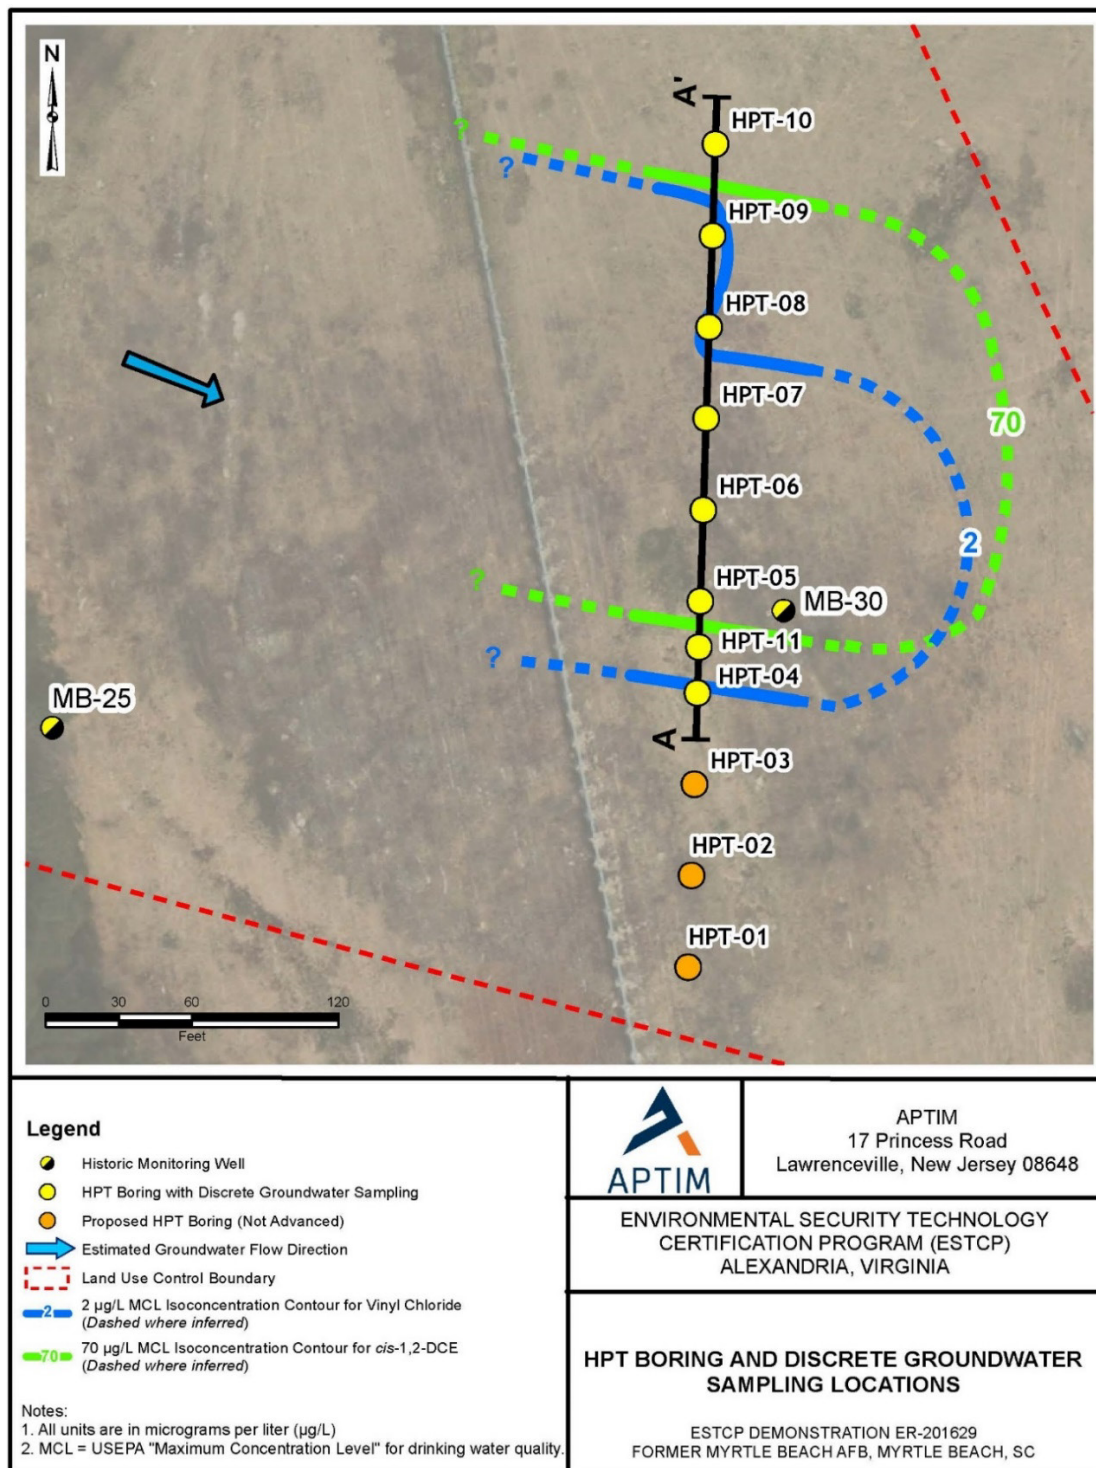 N
A'
HPT-10
?
?
HPT-09
HPT-08
HPT-07
70
HPT-06
2
HPT-05
?
MB-30
HPT-11
?
HPT-04
MB-25
A
HPT-03
HPT-02
HPT-01
0 30 60 120
Feet
Legend
Historic Monitoring Well
HPT Boring with Discrete Groundwater Sampling
Proposed HPT Boring (Not Advanced)
Estimated Groundwater Flow Direction
Land Use Control Boundary
2
2 µg/L MCL Isoconcentration Contour for Vinyl Chloride
(Dashed where inferred)
70
70 µg/L MCL Isoconcentration Contour for cis-1,2-DCE
(Dashed where inferred)
Notes:
1. All units are in micrograms per liter (µg/L)
2. MCL = USEPA "Maximum Concentration Level" for drinking water quality.
APTIM
APTIM
17 Princess Road
Lawrenceville, New Jersey 08648
ENVIRONMENTAL SECURITY TECHNOLOGY
CERTIFICATION PROGRAM (ESTCP)
ALEXANDRIA, VIRGINIA
HPT BORING AND DISCRETE GROUNDWATER
SAMPLING LOCATIONS
ESTCP DEMONSTRATION ER-201629
FORMER MYRTLE BEACH AFB, MYRTLE BEACH, SC